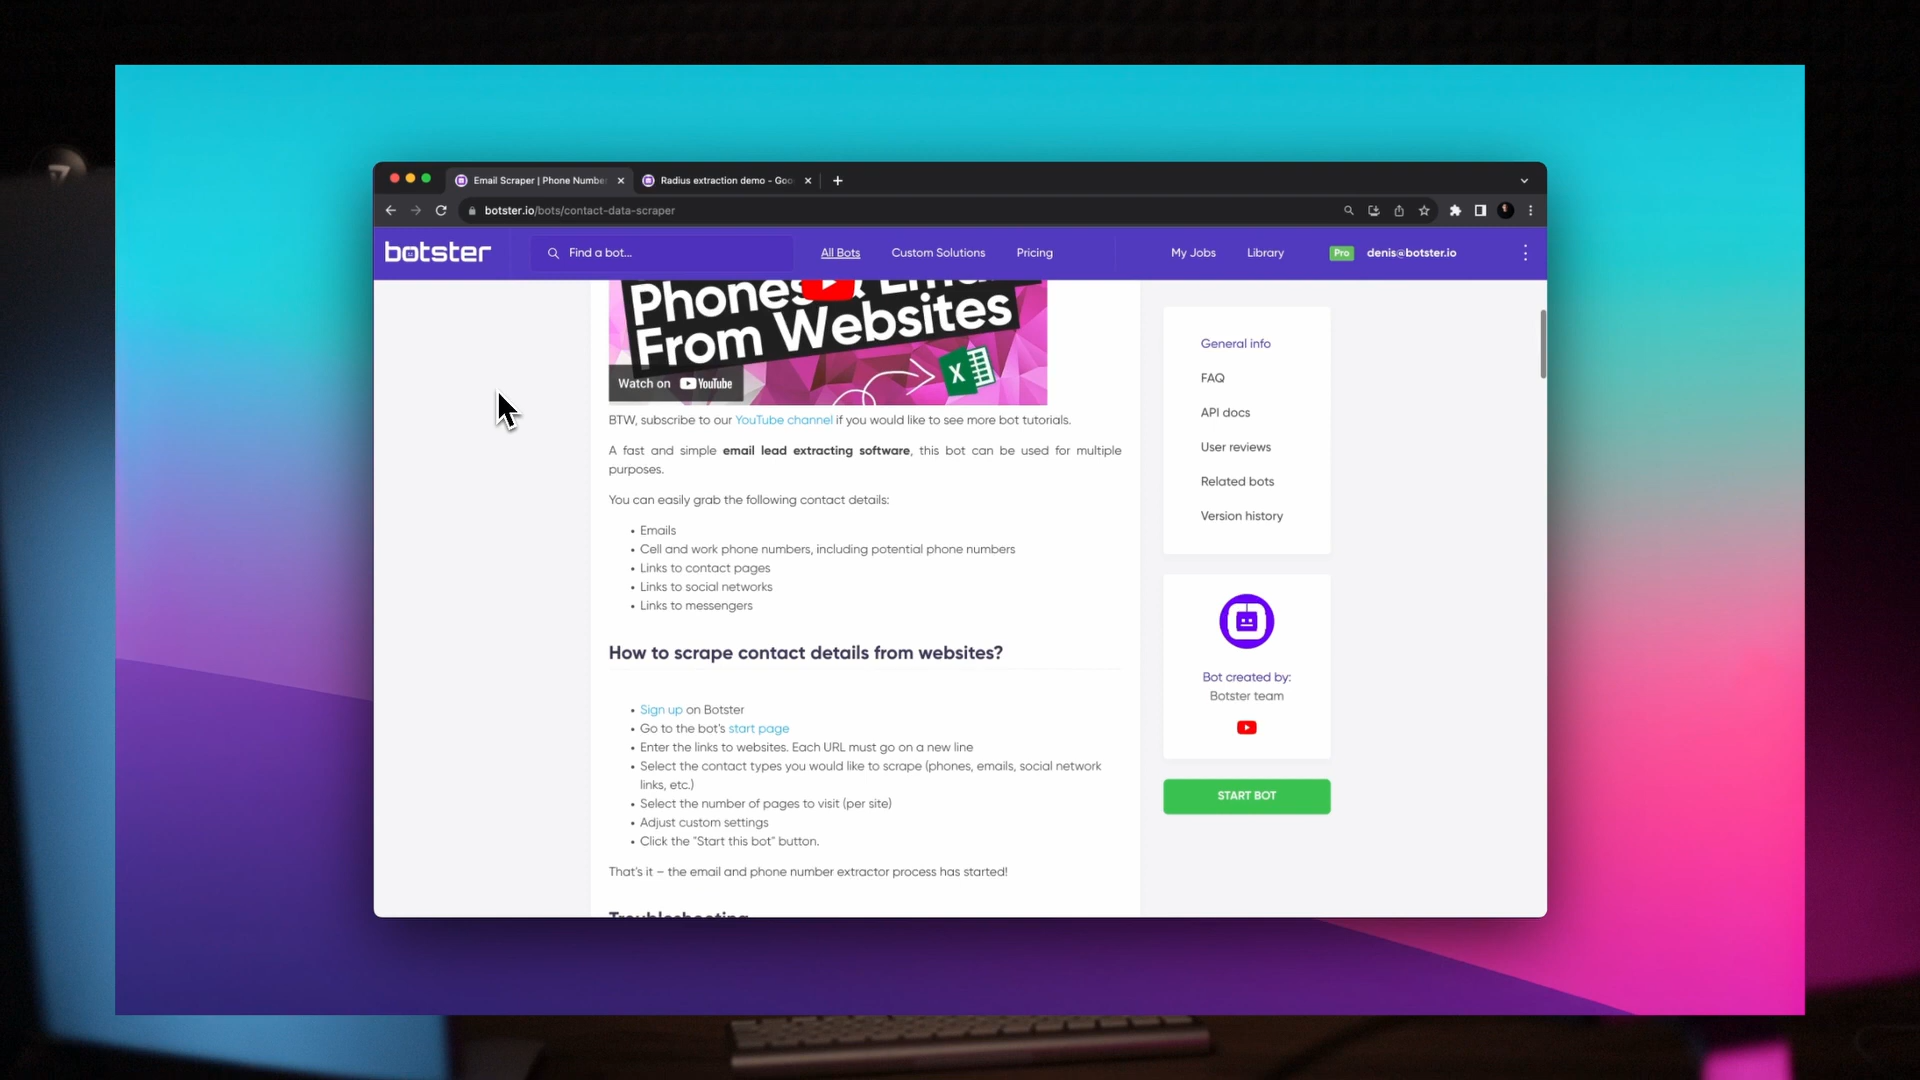 Email Scraper | Phone Number
Radius extraction demo - Goo
botster.io/bots/contact-data-scraper
botster
Find a bot...
All Bots
Custom Solutions
Pricing
My Jobs
Library
Pro
denis@botster.io
Phones &
From Websites
Watch on YouTube
X
BTW, subscribe to our YouTube channel if you would like to see more bot tutorials.
A fast and simple email lead extracting software, this bot can be used for multiple
purposes.
You can easily grab the following contact details:
• Emails
• Cell and work phone numbers, including potential phone numbers
• Links to contact pages
• Links to social networks
• Links to messengers
How to scrape contact details from websites?
• Sign up on Botster
• Go to the bot's start page
• Enter the links to websites. Each URL must go on a new line
• Select the contact types you would like to scrape (phones, emails, social network
links, etc.)
• Select the number of pages to visit (per site)
• Adjust custom settings
• Click the "Start this bot" button.
That's it – the email and phone number extractor process has started!
Troubleshooting
General info
FAQ
API docs
User reviews
Related bots
Version history
Bot created by:
Botster team
START BOT